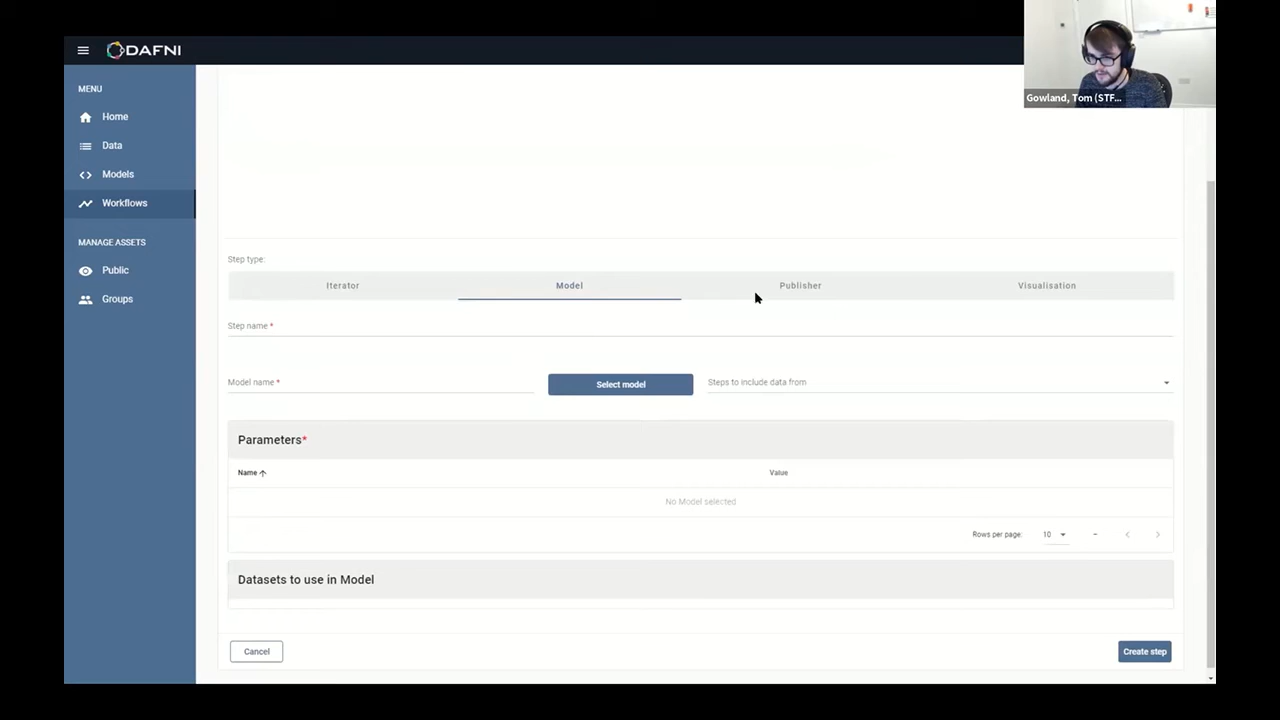 DAFNI
Gowland, Tom (STF...
MENU
Home
Data
Models
Workflows
MANAGE ASSETS
Public
Groups
Step type:
Iterator Model Publisher Visualisation
Step name *
Model name * Select model Steps to include data from
Parameters*
Name Value
No Model selected
Rows per page: 10 -
Datasets to use in Model
Cancel Create step